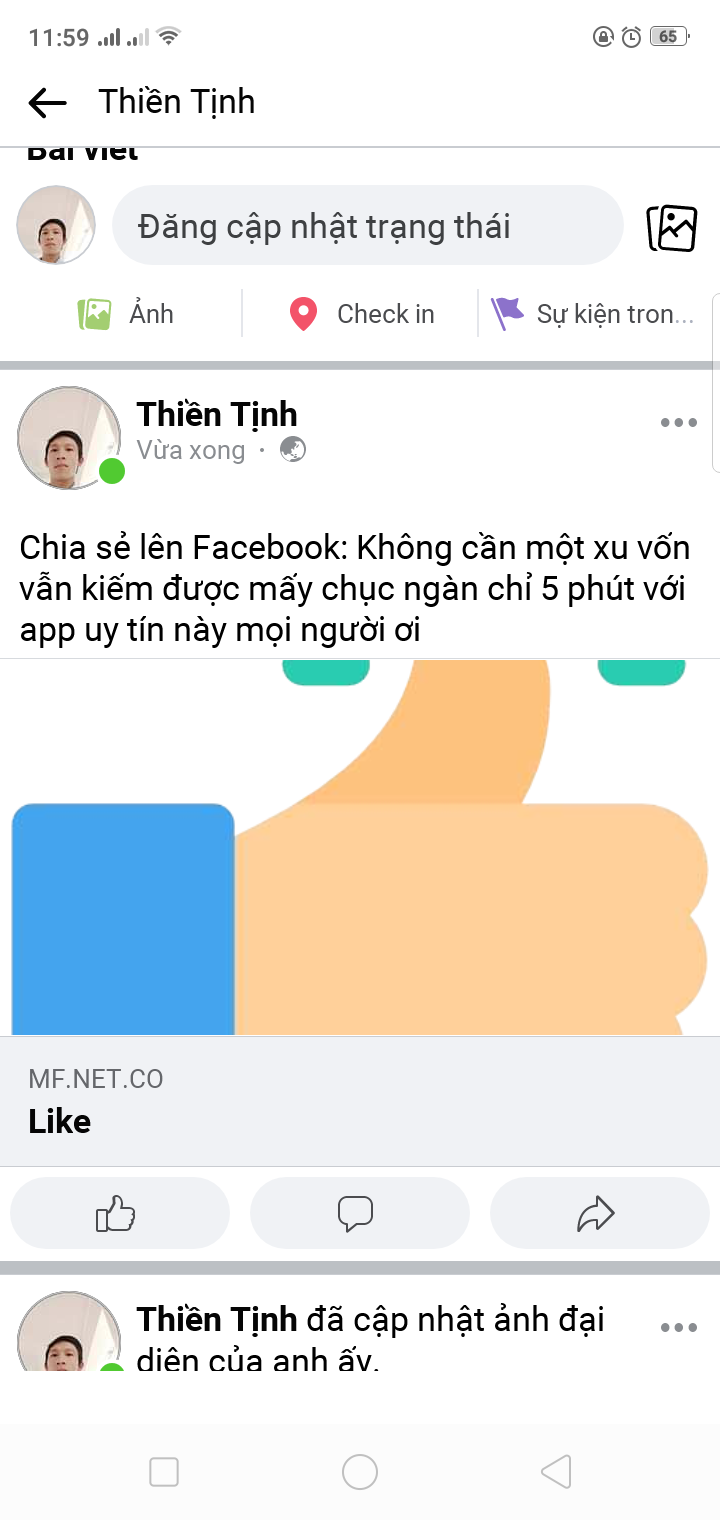 11:59
65
Thiền Tịnh
Bài viết
Đăng cập nhật trạng thái
Ảnh
Check in
Sự kiện tron...
Thiền Tịnh
Vừa xong ·
Chia sẻ lên Facebook: Không cần một xu vốn
vẫn kiếm được mấy chục ngàn chỉ 5 phút với
app uy tín này mọi người ơi
MF.NET.CO
Like
Thiền Tịnh đã cập nhật ảnh đại
diện của anh ấy.